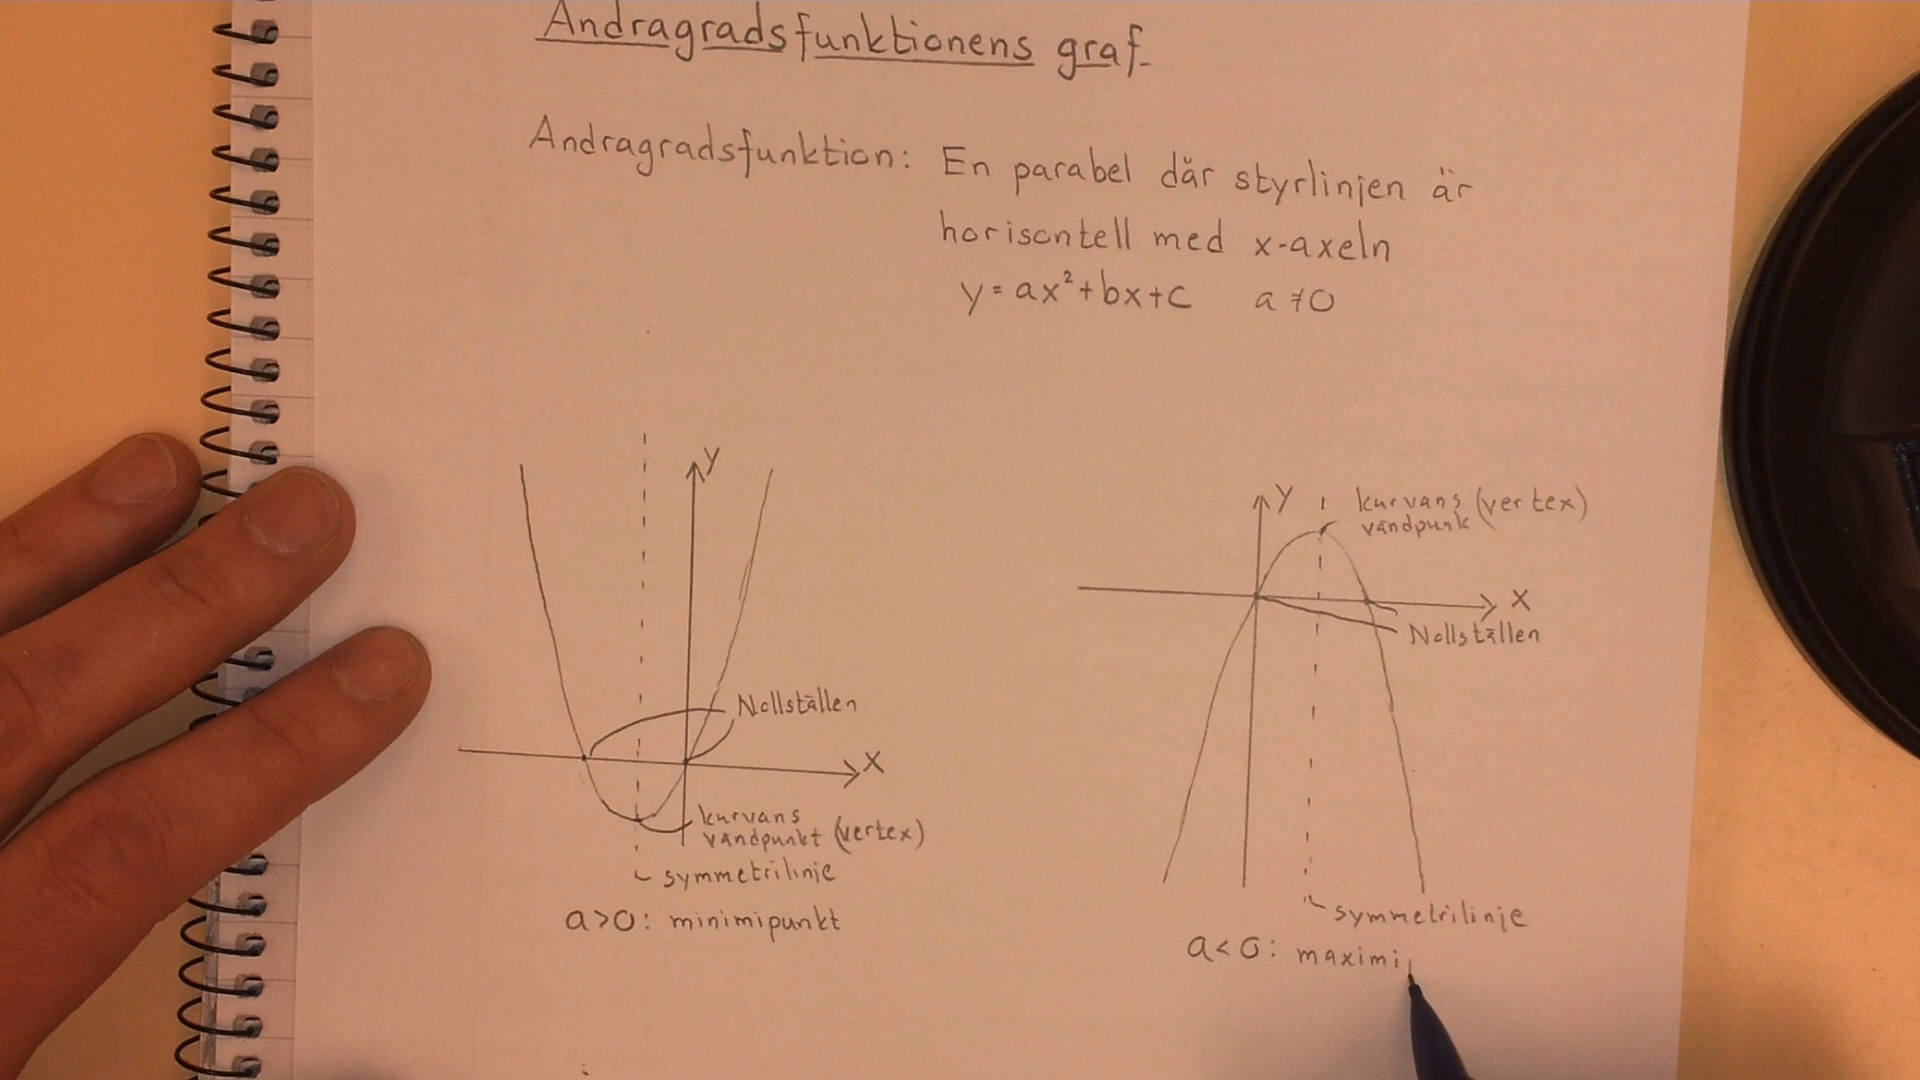 Andragradsfunktionens graf
Andragradsfunktion: En parabel där styrlinjen är
horisontell med x-axeln
y = ax²+bx+c a ≠ 0
y
Nollställen
x
kurvans
vändpunkt (vertex)
symmetrilinje
a>0: minimipunkt
y
kurvans (vertex)
vändpunk
x
Nollställen
symmetrilinje
a<0: maximi